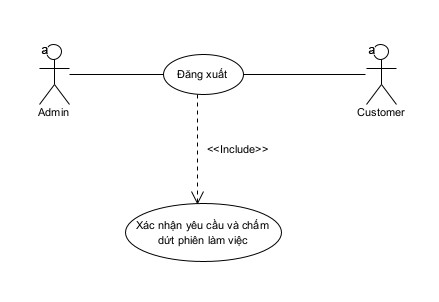 a
a
Đăng xuất
Admin
Customer
<<Include>>
Xác nhận yêu cầu và chấm
dứt phiên làm việc